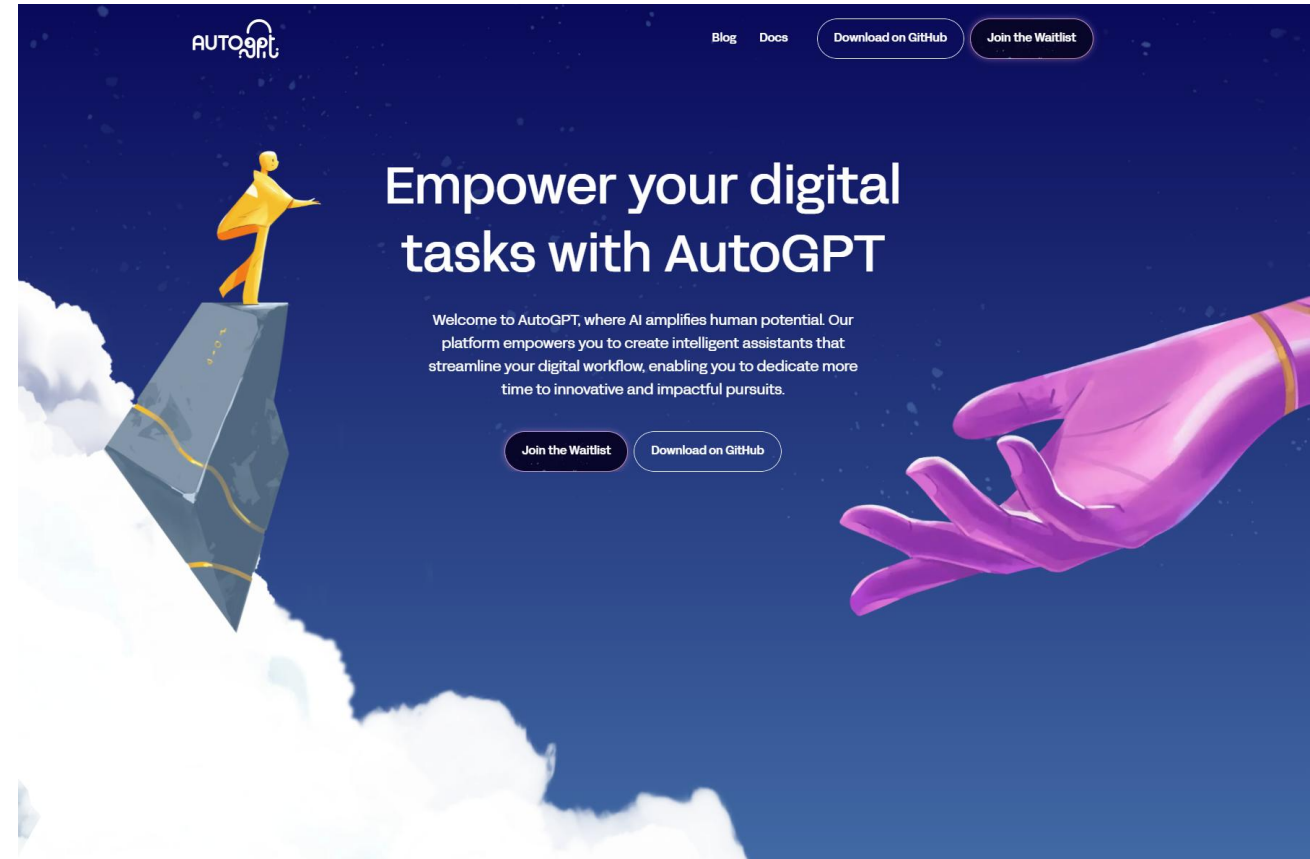 AUTOgpt
Blog
Docs
Download on GitHub
Join the Waitlist
Empower your digital
tasks with AutoGPT
Welcome to AutoGPT, where AI amplifies human potential. Our
platform empowers you to create intelligent assistants that
streamline your digital workflow, enabling you to dedicate more
time to innovative and impactful pursuits.
Join the Waitlist
Download on GitHub